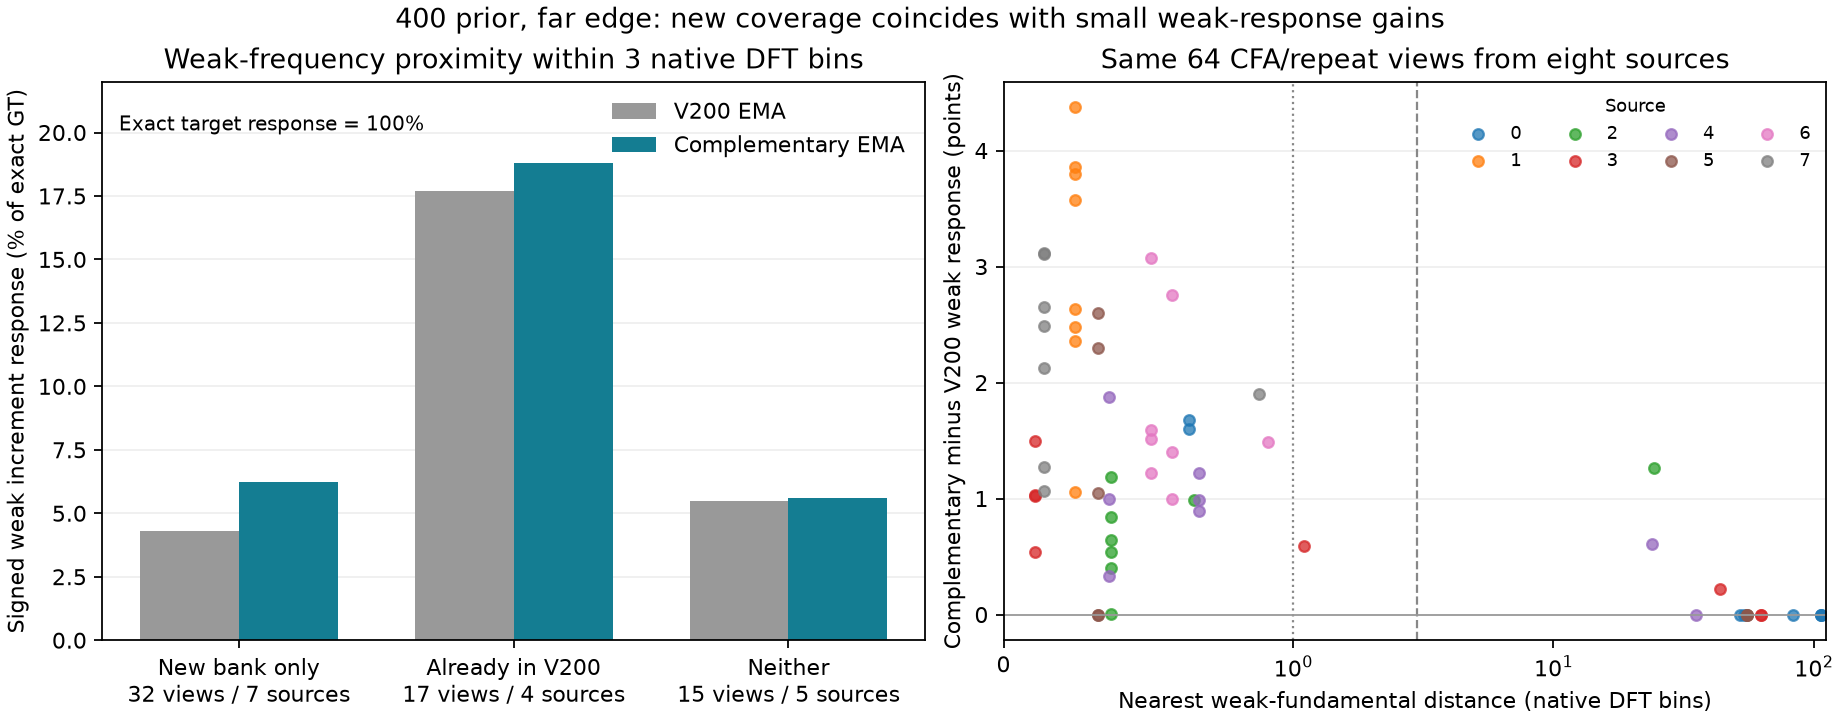 400 prior, far edge: new coverage coincides with small weak-response gains
Weak-frequency proximity within 3 native DFT bins
Signed weak increment response (% of exact GT)
20.0
17.5
15.0
12.5
10.0
7.5
5.0
2.5
0.0
Exact target response = 100%
V200 EMA
Complementary EMA
New bank only
32 views / 7 sources
Already in V200
17 views / 4 sources
Neither
15 views / 5 sources
Same 64 CFA/repeat views from eight sources
Complementary minus V200 weak response (points)
4
3
2
1
0
Source
0 2 4 6
1 3 5 7
0 10⁰ 10¹ 10²
Nearest weak-fundamental distance (native DFT bins)